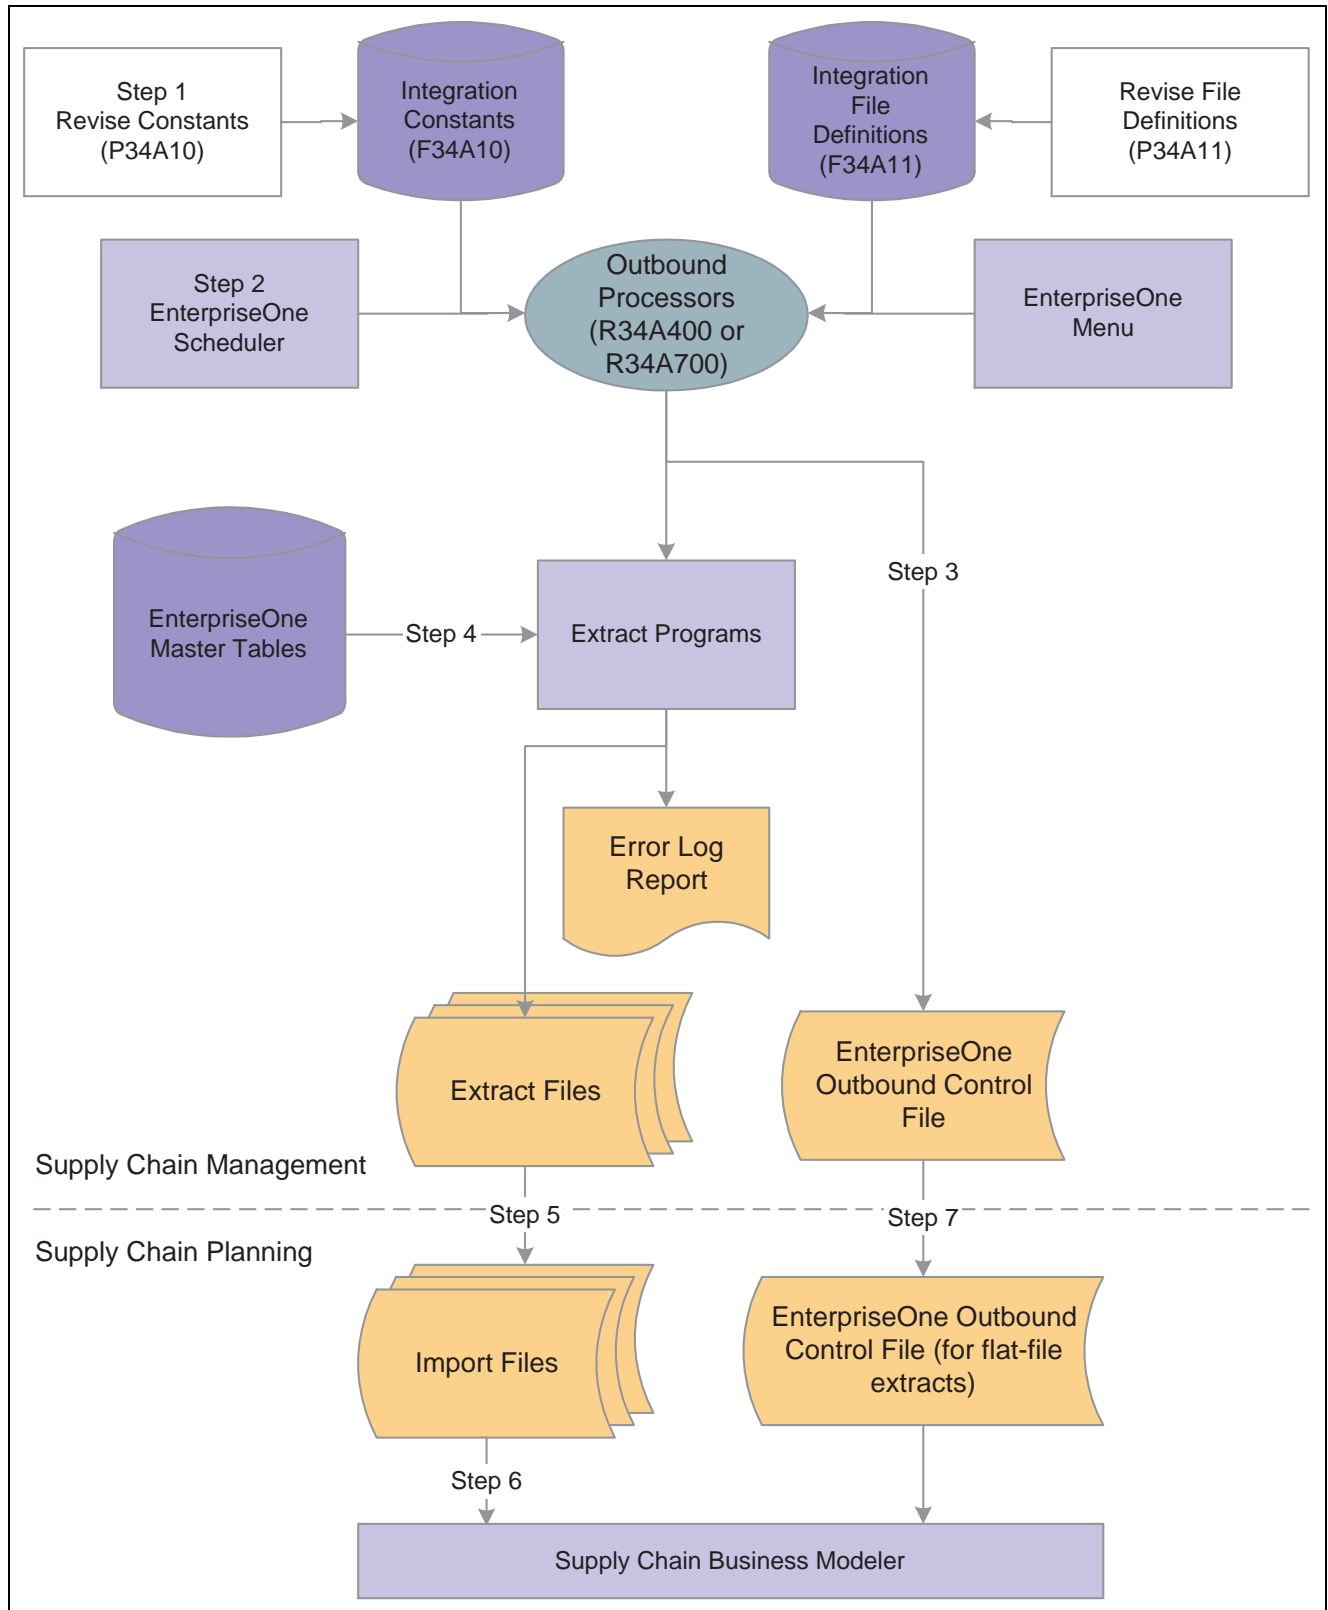 Step 1
Revise Constants
(P34A10)
Integration
Constants
(F34A10)
Integration
File
Definitions
(F34A11)
Revise File
Definitions
(P34A11)
Step 2
EnterpriseOne
Scheduler
Outbound
Processors
(R34A400 or
R34A700)
EnterpriseOne
Menu
Step 3
EnterpriseOne
Master Tables
Step 4
Extract Programs
Error Log
Report
Extract Files
EnterpriseOne
Outbound Control
File
Supply Chain Management
Step 5
Step 7
Supply Chain Planning
Import Files
EnterpriseOne Outbound
Control File (for flat-file
extracts)
Step 6
Supply Chain Business Modeler